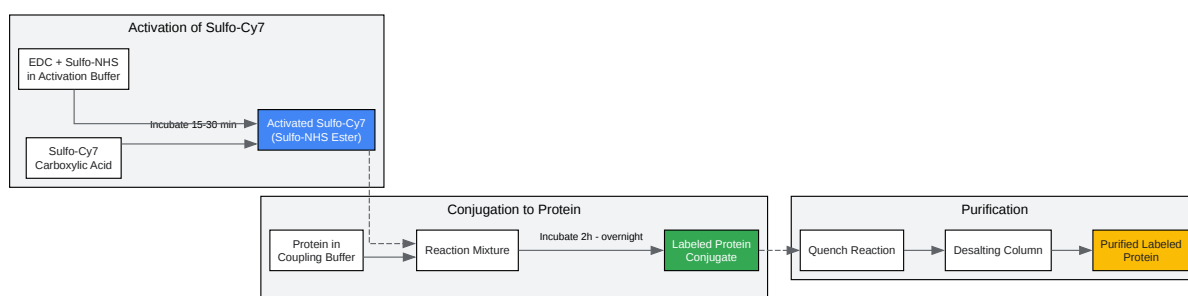 Activation of Sulfo-Cy7
EDC + Sulfo-NHS
in Activation Buffer
Incubate 15-30 min
Activated Sulfo-Cy7
(Sulfo-NHS Ester)
Sulfo-Cy7
Carboxylic Acid
Conjugation to Protein
Protein in
Coupling Buffer
Reaction Mixture
Incubate 2h - overnight
Labeled Protein
Conjugate
Purification
Quench Reaction
Desalting Column
Purified Labeled
Protein